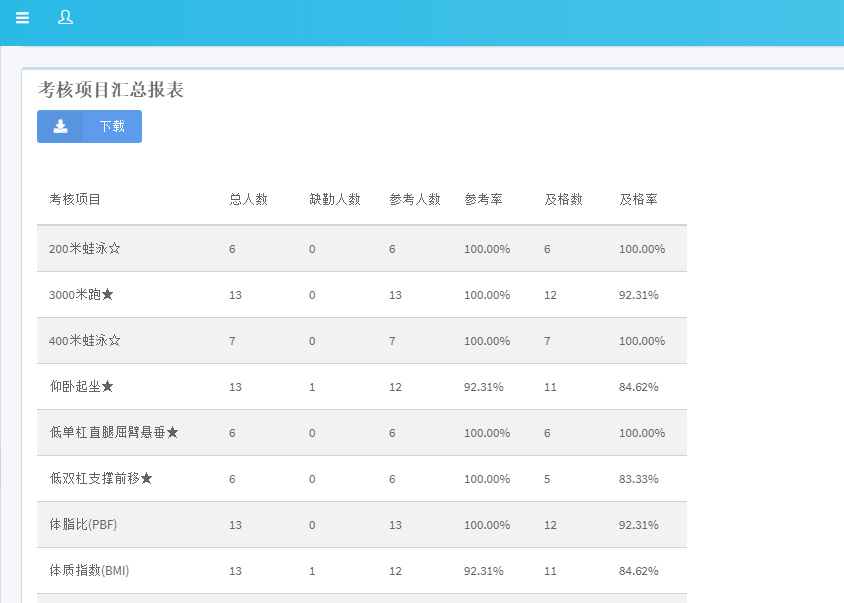 考核项目汇总报表
下载
考核项目 总人数 缺勤人数 参考人数 参考率 及格数 及格率
200米蛙泳☆ 6 0 6 100.00% 6 100.00%
3000米跑★ 13 0 13 100.00% 12 92.31%
400米蛙泳☆ 7 0 7 100.00% 7 100.00%
仰卧起坐★ 13 1 12 92.31% 11 84.62%
低单杠直腿屈臂悬垂★ 6 0 6 100.00% 6 100.00%
低双杠支撑前移★ 6 0 6 100.00% 5 83.33%
体脂比(PBF) 13 0 13 100.00% 12 92.31%
体质指数(BMI) 13 1 12 92.31% 11 84.62%